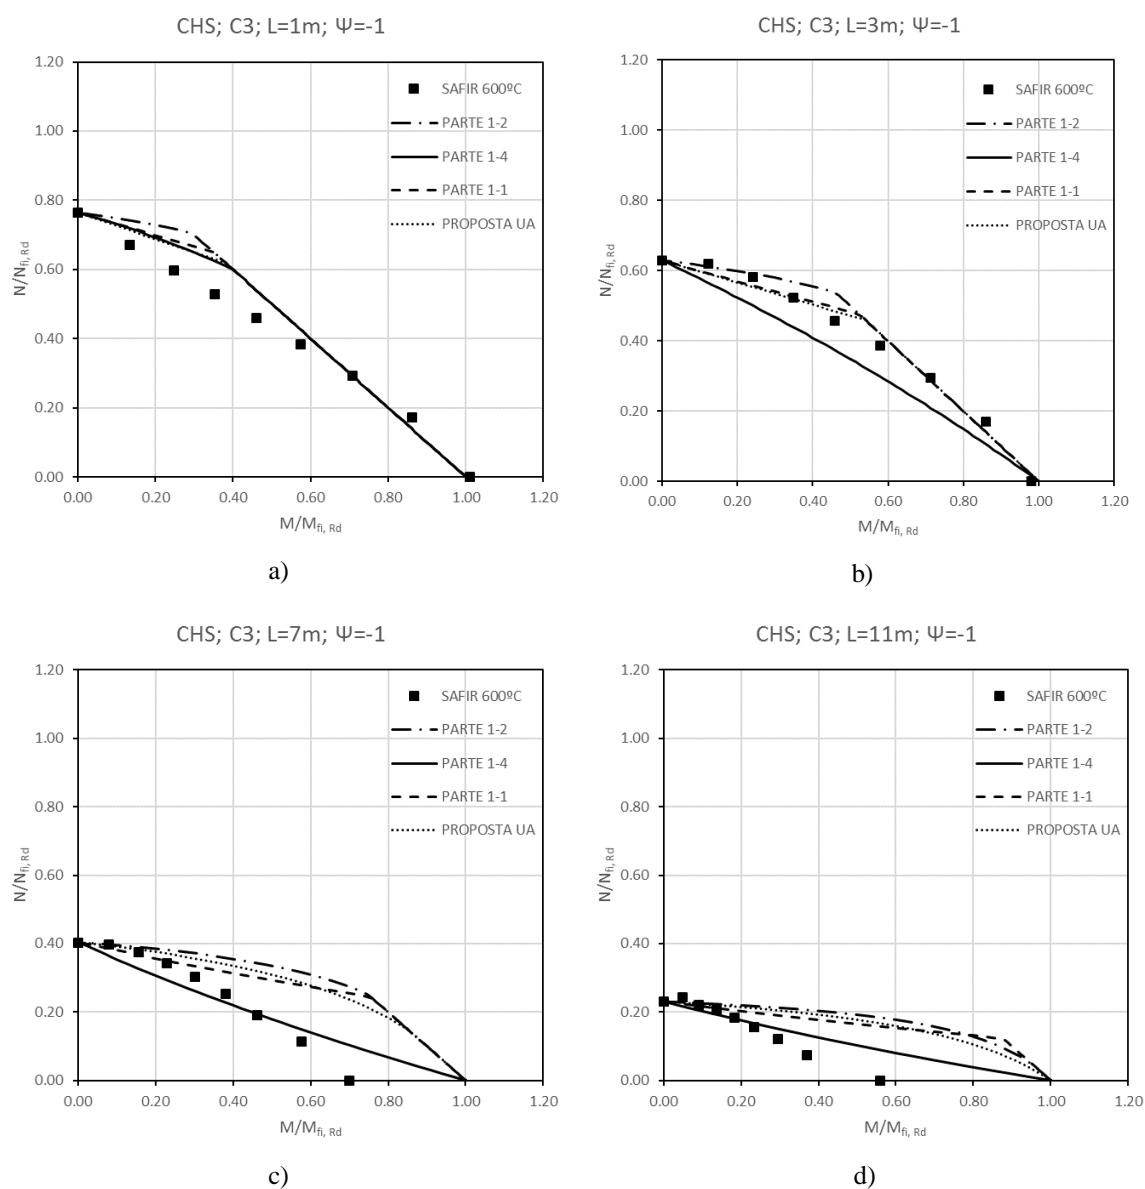 CHS; C3; L=1m; Ψ=-1
1.20
1.00
0.80
0.60
0.40
0.20
0.00
N/Nfi, Rd
SAFIR 600ºC
PARTE 1-2
PARTE 1-4
PARTE 1-1
PROPOSTA UA
0.00 0.20 0.40 0.60 0.80 1.00 1.20
M/Mfi, Rd
a)
CHS; C3; L=3m; Ψ=-1
1.20
1.00
0.80
0.60
0.40
0.20
0.00
N/Nfi, Rd
SAFIR 600ºC
PARTE 1-2
PARTE 1-4
PARTE 1-1
PROPOSTA UA
0.00 0.20 0.40 0.60 0.80 1.00 1.20
M/Mfi, Rd
b)
CHS; C3; L=7m; Ψ=-1
1.20
1.00
0.80
0.60
0.40
0.20
0.00
N/Nfi, Rd
SAFIR 600ºC
PARTE 1-2
PARTE 1-4
PARTE 1-1
PROPOSTA UA
0.00 0.20 0.40 0.60 0.80 1.00 1.20
M/Mfi, Rd
c)
CHS; C3; L=11m; Ψ=-1
1.20
1.00
0.80
0.60
0.40
0.20
0.00
N/Nfi, Rd
SAFIR 600ºC
PARTE 1-2
PARTE 1-4
PARTE 1-1
PROPOSTA UA
0.00 0.20 0.40 0.60 0.80 1.00 1.20
M/Mfi, Rd
d)